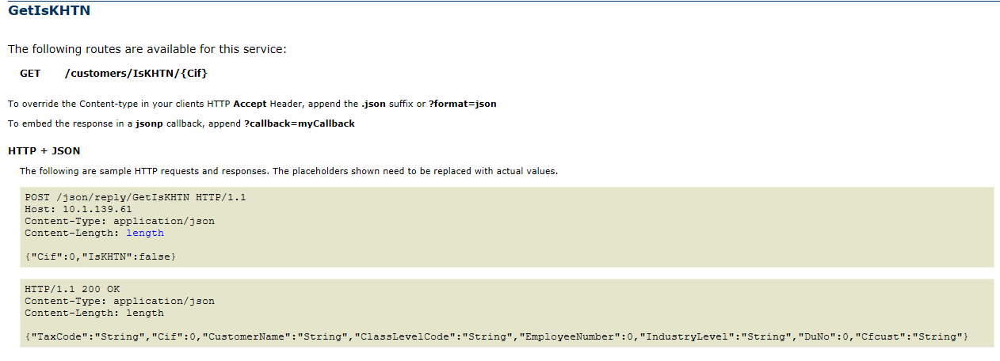 GetIsKHTN
The following routes are available for this service:
GET /customers/IsKHTN/{Cif}
To override the Content-type in your clients HTTP Accept Header, append the .json suffix or ?format=json
To embed the response in a jsonp callback, append ?callback=myCallback
HTTP + JSON
The following are sample HTTP requests and responses. The placeholders shown need to be replaced with actual values.
POST /json/reply/GetIsKHTN HTTP/1.1
Host: 10.1.139.61
Content-Type: application/json
Content-Length: length
{"Cif":0,"IsKHTN":false}
HTTP/1.1 200 OK
Content-Type: application/json
Content-Length: length
{"TaxCode":"String","Cif":0,"CustomerName":"String","ClassLevelCode":"String","EmployeeNumber":0,"IndustryLevel":"String","DuNo":0,"Cfcust":"String"}